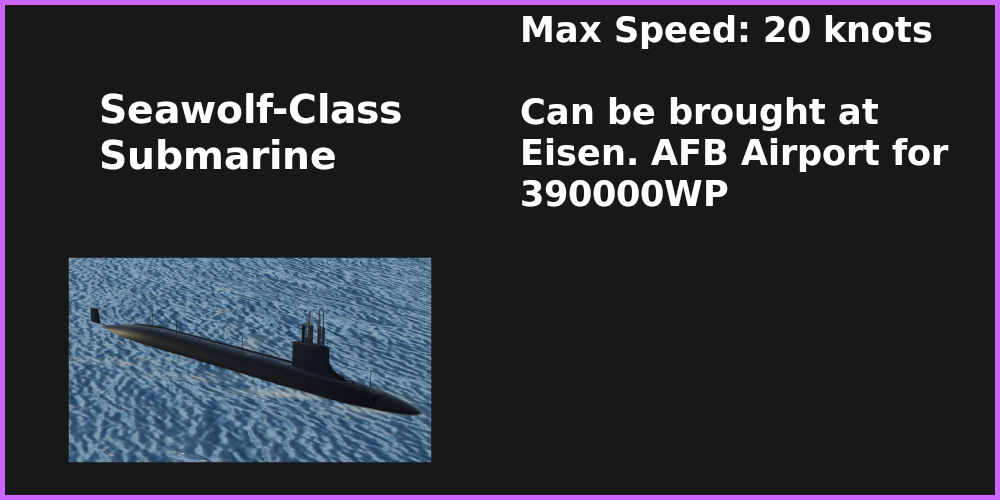 Seawolf-Class
Submarine
Max Speed: 20 knots
Can be brought at
Eisen. AFB Airport for
390000WP